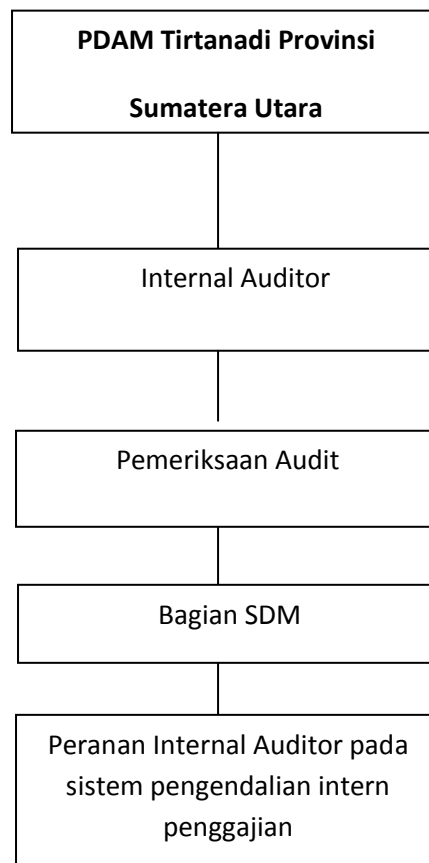 PDAM Tirtanadi Provinsi
Sumatera Utara
Internal Auditor
Pemeriksaan Audit
Bagian SDM
Peranan Internal Auditor pada
sistem pengendalian intern
penggajian